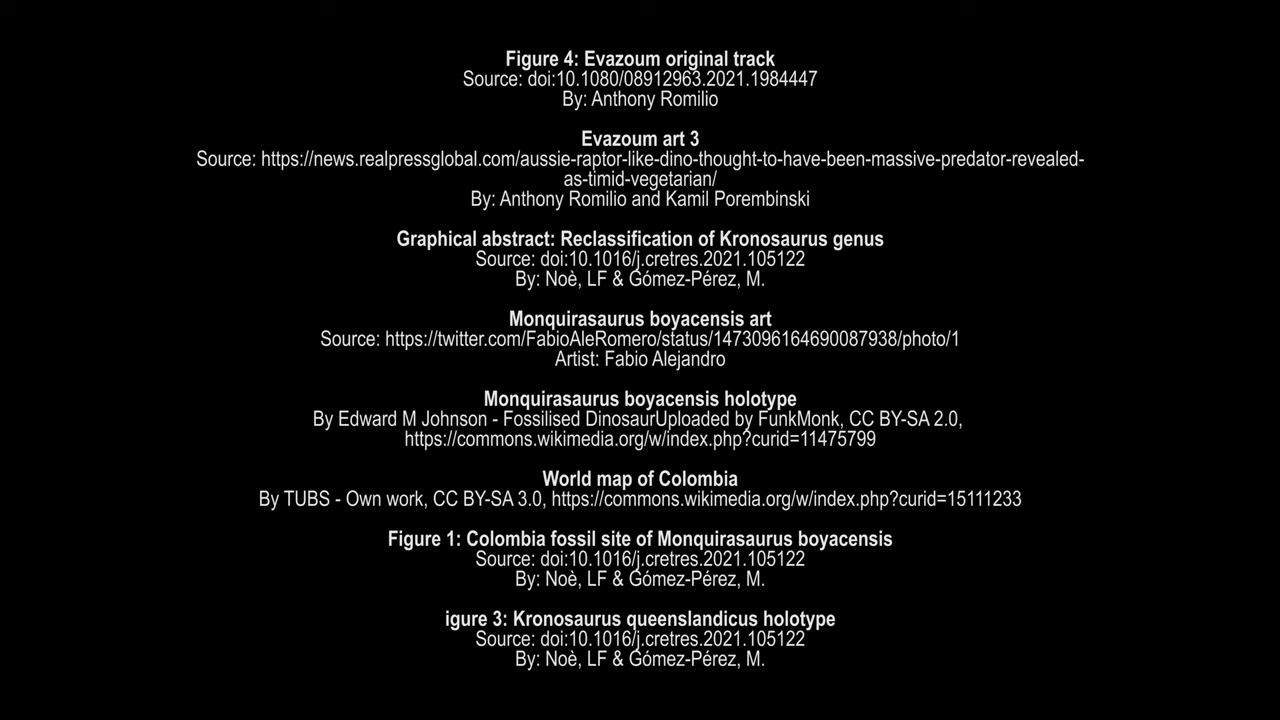 Figure 4: Evazoum original track
Source: doi:10.1080/08912963.2021.1984447
By: Anthony Romilio
Evazoum art 3
Source: https://news.realpressglobal.com/aussie-raptor-like-dino-thought-to-have-been-massive-predator-revealed-
as-timid-vegetarian/
By: Anthony Romilio and Kamil Porembinski
Graphical abstract: Reclassification of Kronosaurus genus
Source: doi:10.1016/j.cretres.2021.105122
By: Noè, LF & Gómez-Pérez, M.
Monquirasaurus boyacensis art
Source: https://twitter.com/FabioAleRomero/status/1473096164690087938/photo/1
Artist: Fabio Alejandro
Monquirasaurus boyacensis holotype
By Edward M Johnson - Fossilised DinosaurUploaded by FunkMonk, CC BY-SA 2.0,
https://commons.wikimedia.org/w/index.php?curid=11475799
World map of Colombia
By TUBS - Own work, CC BY-SA 3.0, https://commons.wikimedia.org/w/index.php?curid=15111233
Figure 1: Colombia fossil site of Monquirasaurus boyacensis
Source: doi:10.1016/j.cretres.2021.105122
By: Noè, LF & Gómez-Pérez, M.
igure 3: Kronosaurus queenslandicus holotype
Source: doi:10.1016/j.cretres.2021.105122
By: Noè, LF & Gómez-Pérez, M.